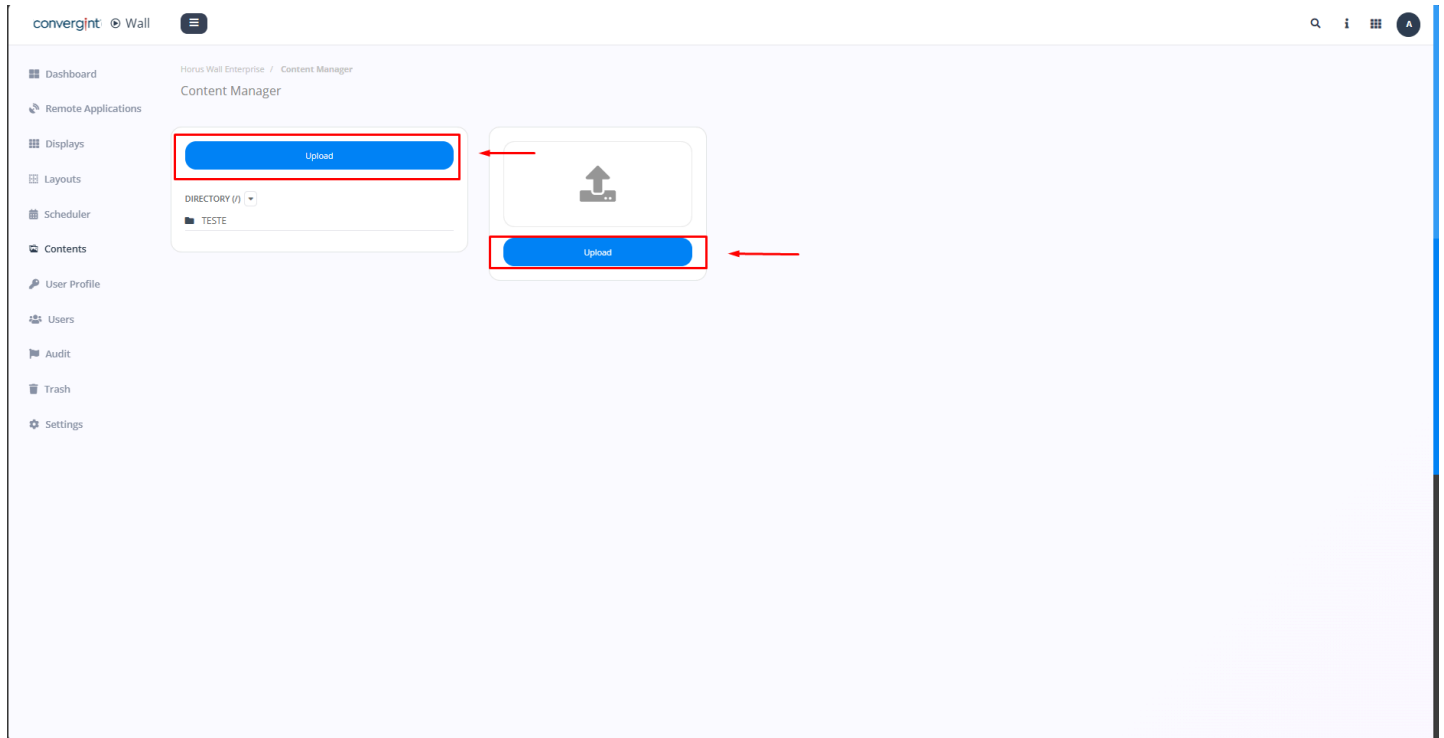 convergint Wall
A
Dashboard
Remote Applications
Displays
Layouts
Scheduler
Contents
User Profile
Users
Audit
Trash
Settings
Horus Wall Enterprise / Content Manager
Content Manager
Upload
DIRECTORY (/)
TESTE
Upload